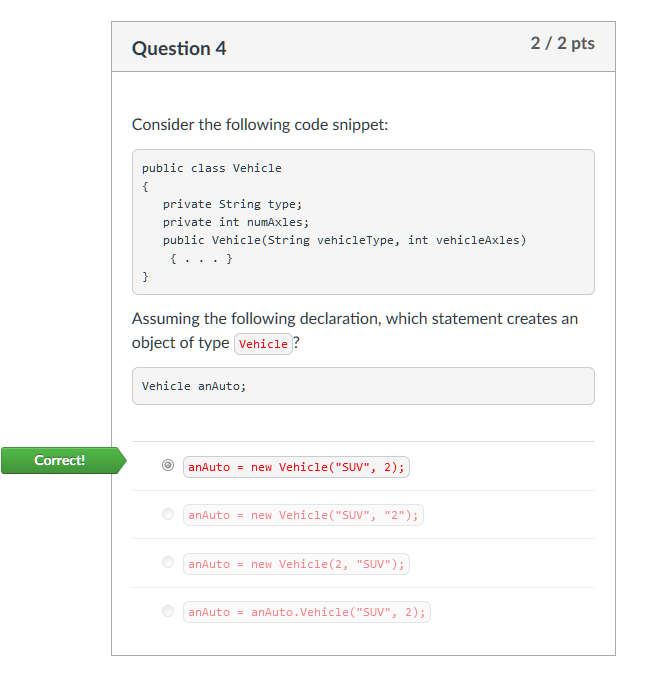 Question 4
2 / 2 pts
Consider the following code snippet:
public class Vehicle
{
private String type;
private int numAxles;
public Vehicle(String vehicleType, int vehicleAxles)
{ . . . }
}
Assuming the following declaration, which statement creates an
object of type Vehicle?
Vehicle anAuto;
Correct!
anAuto = new Vehicle("SUV", 2);
anAuto = new Vehicle("SUV", "2");
anAuto = new Vehicle(2, "SUV");
anAuto = anAuto.Vehicle("SUV", 2);